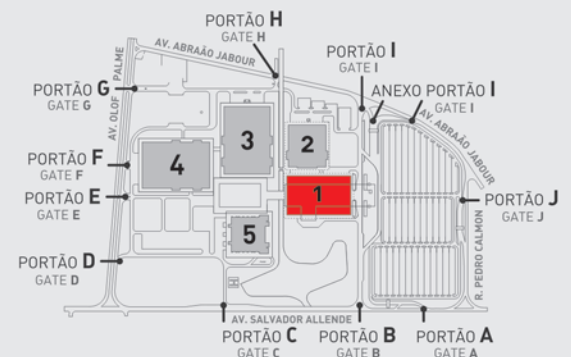 PORTÃO H
GATE H
AV. ABRAÃO JABOUR
PORTÃO I
GATE I
ANEXO PORTÃO I
GATE I
AV. ABRAÃO JABOUR
PORTÃO G
GATE G
AV. OLOF PALME
PORTÃO F
GATE F
PORTÃO E
GATE E
PORTÃO D
GATE D
3
2
4
1
5
PORTÃO J
GATE J
R. PEDRO CALMON
AV. SALVADOR ALLENDE
PORTÃO C
GATE C
PORTÃO B
GATE B
PORTÃO A
GATE A